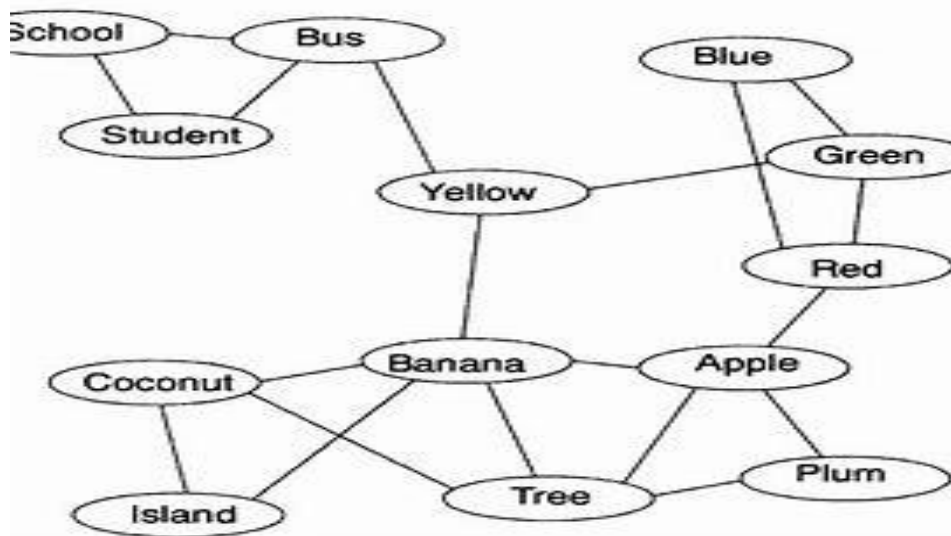 School
Bus
Blue
Student
Green
Yellow
Red
Banana
Apple
Coconut
Plum
Tree
Island